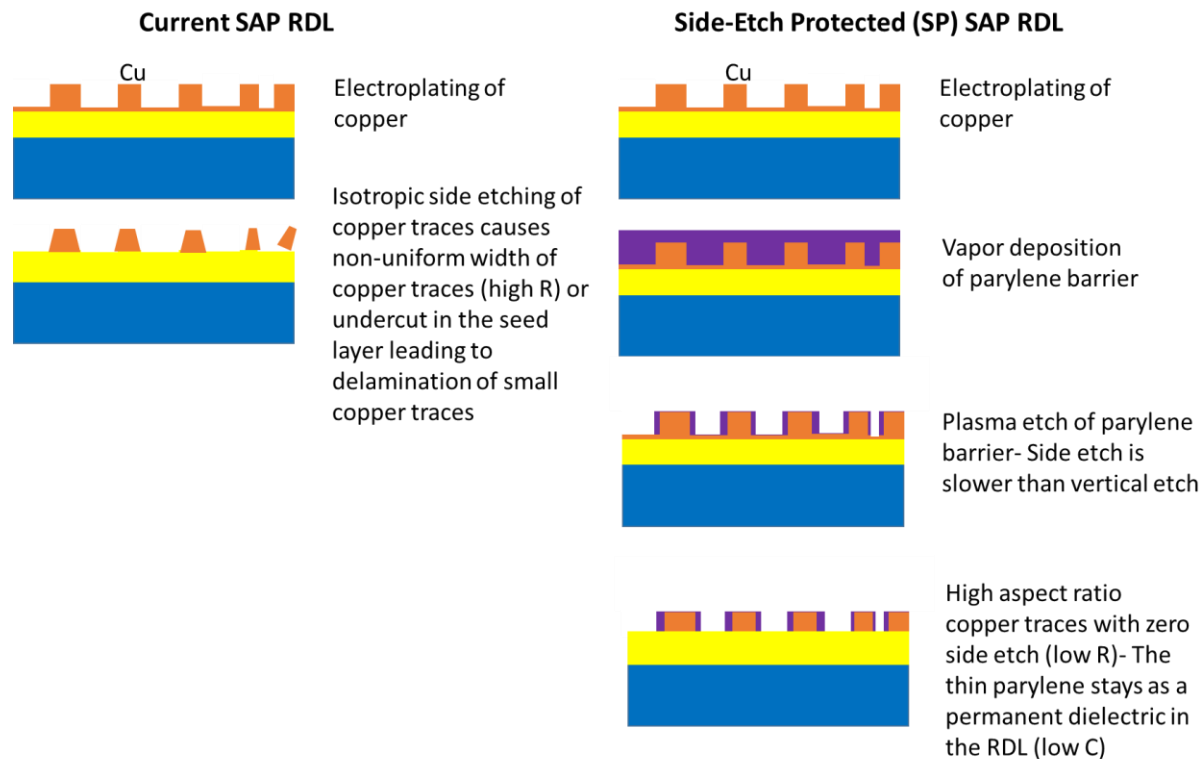 Current SAP RDL
Cu
Electroplating of
copper
Isotropic side etching of
copper traces causes
non-uniform width of
copper traces (high R) or
undercut in the seed
layer leading to
delamination of small
copper traces
Side-Etch Protected (SP) SAP RDL
Cu
Electroplating of
copper
Vapor deposition
of parylene barrier
Plasma etch of parylene
barrier- Side etch is
slower than vertical etch
High aspect ratio
copper traces with zero
side etch (low R)- The
thin parylene stays as a
permanent dielectric in
the RDL (low C)